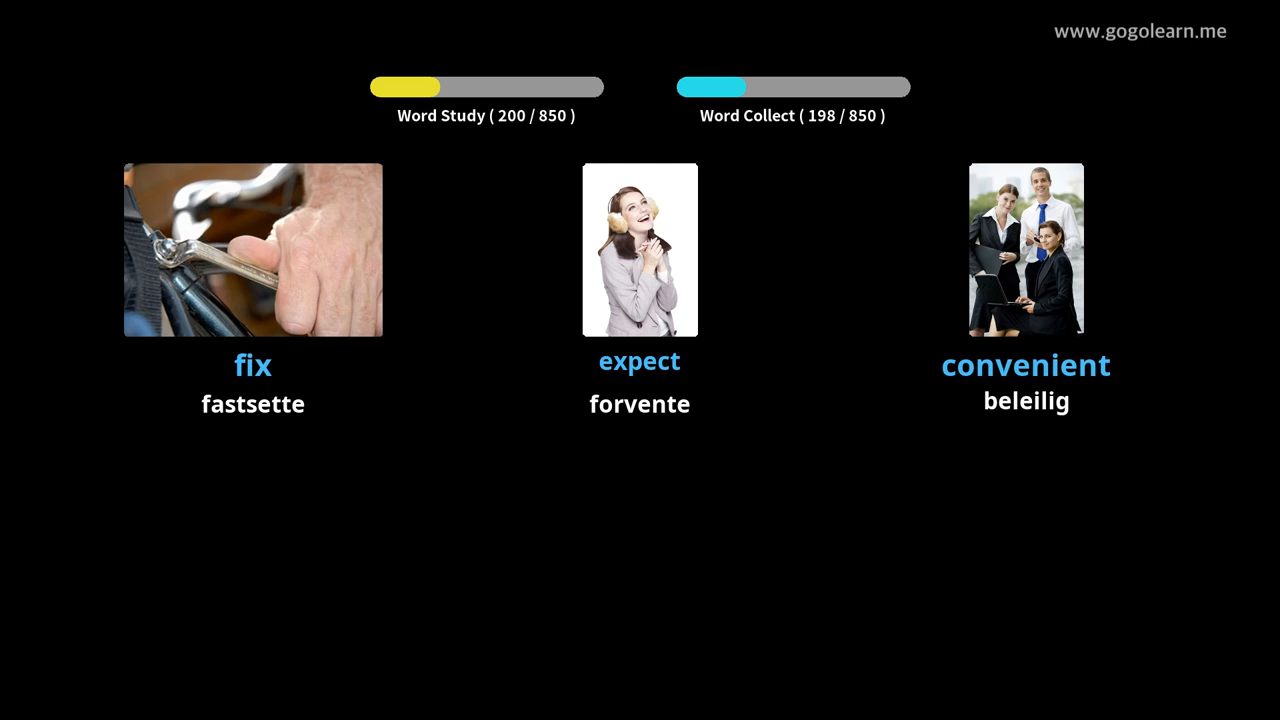 www.gogolearn.me
Word Study ( 200 / 850 )
Word Collect ( 198 / 850 )
fix
expect
convenient
fastsette
forvente
beleilig